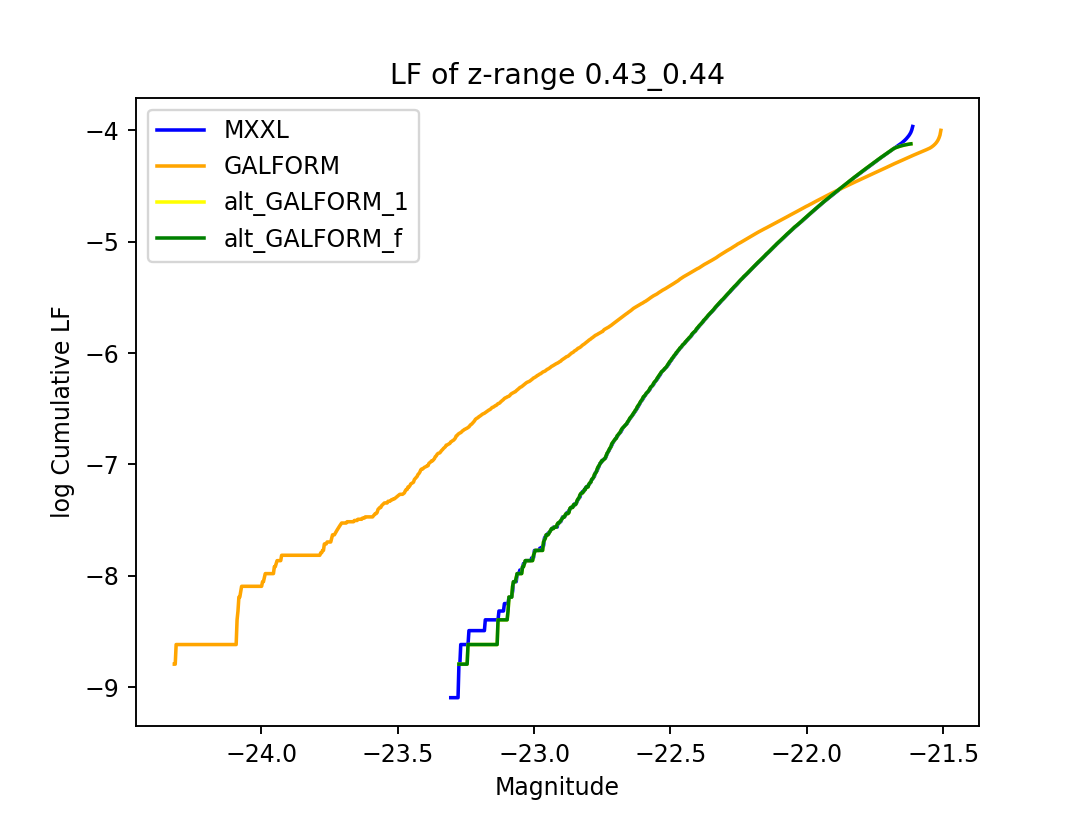 LF of z-range 0.43_0.44
MXXL
GALFORM
alt_GALFORM_1
alt_GALFORM_f
log Cumulative LF
−4
−5
−6
−7
−8
−9
−24.0 −23.5 −23.0 −22.5 −22.0 −21.5
Magnitude